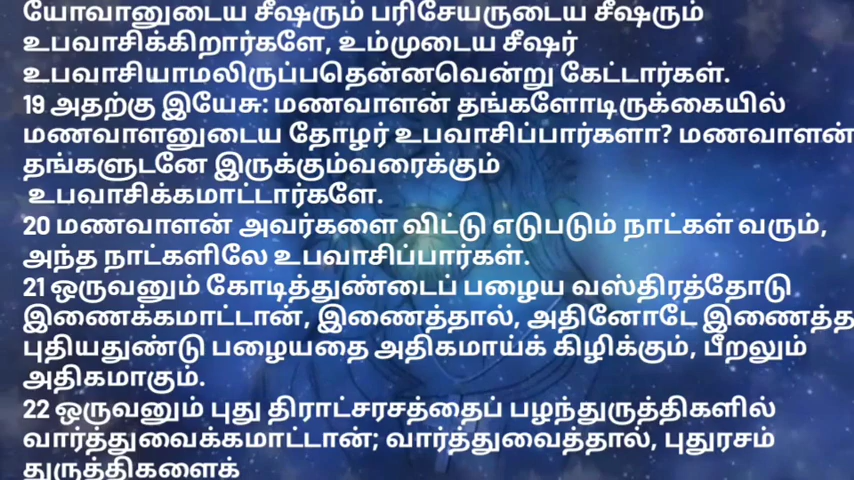 யோவானுடைய சீஷரும் பரிசேயருடைய சீஷரும்
உபவாசிக்கிறார்களே, உம்முடைய சீஷர்
உபவாசியாமலிருப்பதென்னவென்று கேட்டார்கள்.
19 அதற்கு இயேசு: மணவாளன் தங்களோடிருக்கையில்
மணவாளனுடைய தோழர் உபவாசிப்பார்களா? மணவாளன்
தங்களுடனே இருக்கும்வரைக்கும்
உபவாசிக்கமாட்டார்களே.
20 மணவாளன் அவர்களை விட்டு எடுபடும் நாட்கள் வரும்,
அந்த நாட்களிலே உபவாசிப்பார்கள்.
21 ஒருவனும் கோடித்துண்டைப் பழைய வஸ்திரத்தோடு
இணைக்கமாட்டான், இணைத்தால், அதினோடே இணைத்த
புதியதுண்டு பழையதை அதிகமாய்க் கிழிக்கும், பீறலும்
அதிகமாகும்.
22 ஒருவனும் புது திராட்சரசத்தைப் பழந்துருத்திகளில்
வார்த்துவைக்கமாட்டான்; வார்த்துவைத்தால், புதுரசம்
துருத்திகளைக்